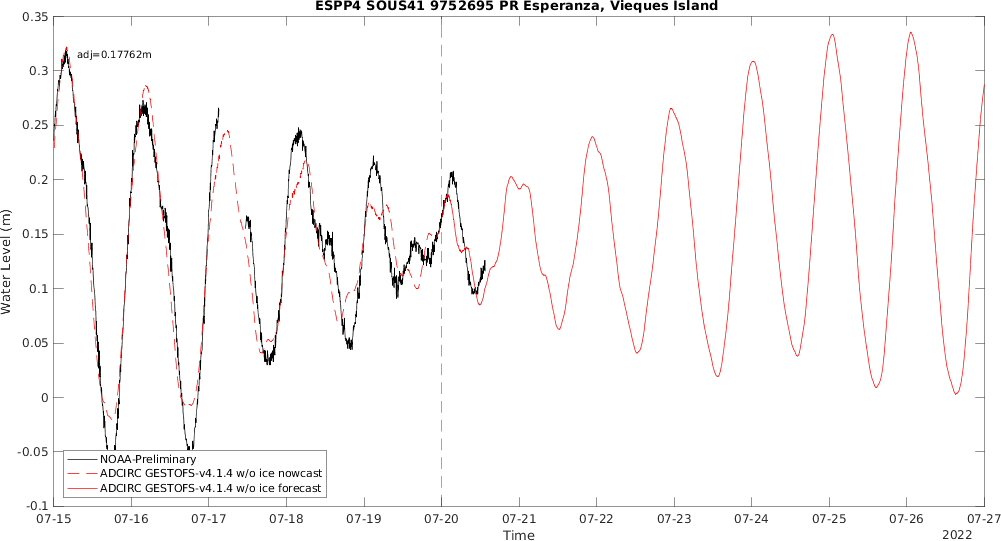 ESPP4 SOUS41 9752695 PR Esperanza, Vieques Island
0.35
0.3
0.25
0.2
0.15
0.1
0.05
0
-0.05
-0.1
Water Level (m)
adj=0.17762m
NOAA-Preliminary
ADCIRC GESTOFS-v4.1.4 w/o ice nowcast
ADCIRC GESTOFS-v4.1.4 w/o ice forecast
07-15 07-16 07-17 07-18 07-19 07-20 07-21 07-22 07-23 07-24 07-25 07-26 07-27
Time
2022